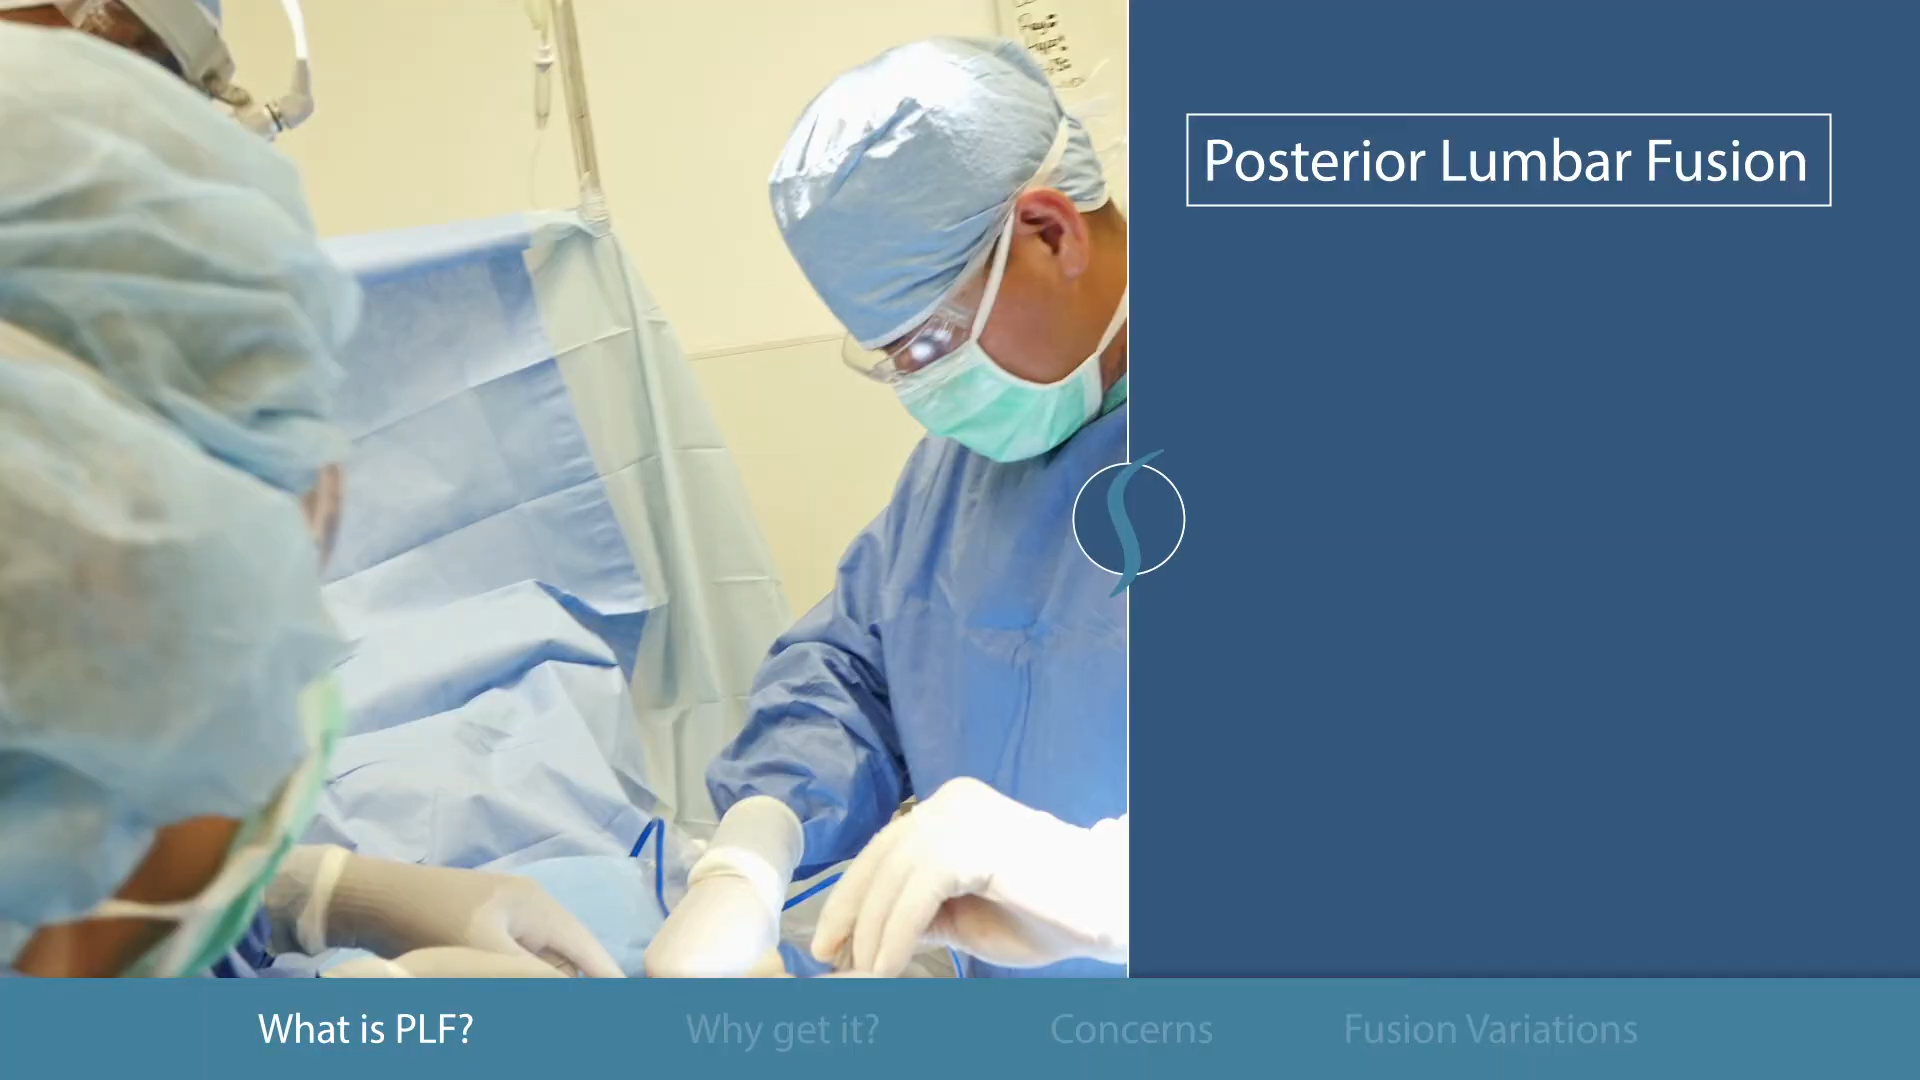 Posterior Lumbar Fusion
What is PLF?
Why get it?
Concerns
Fusion Variations